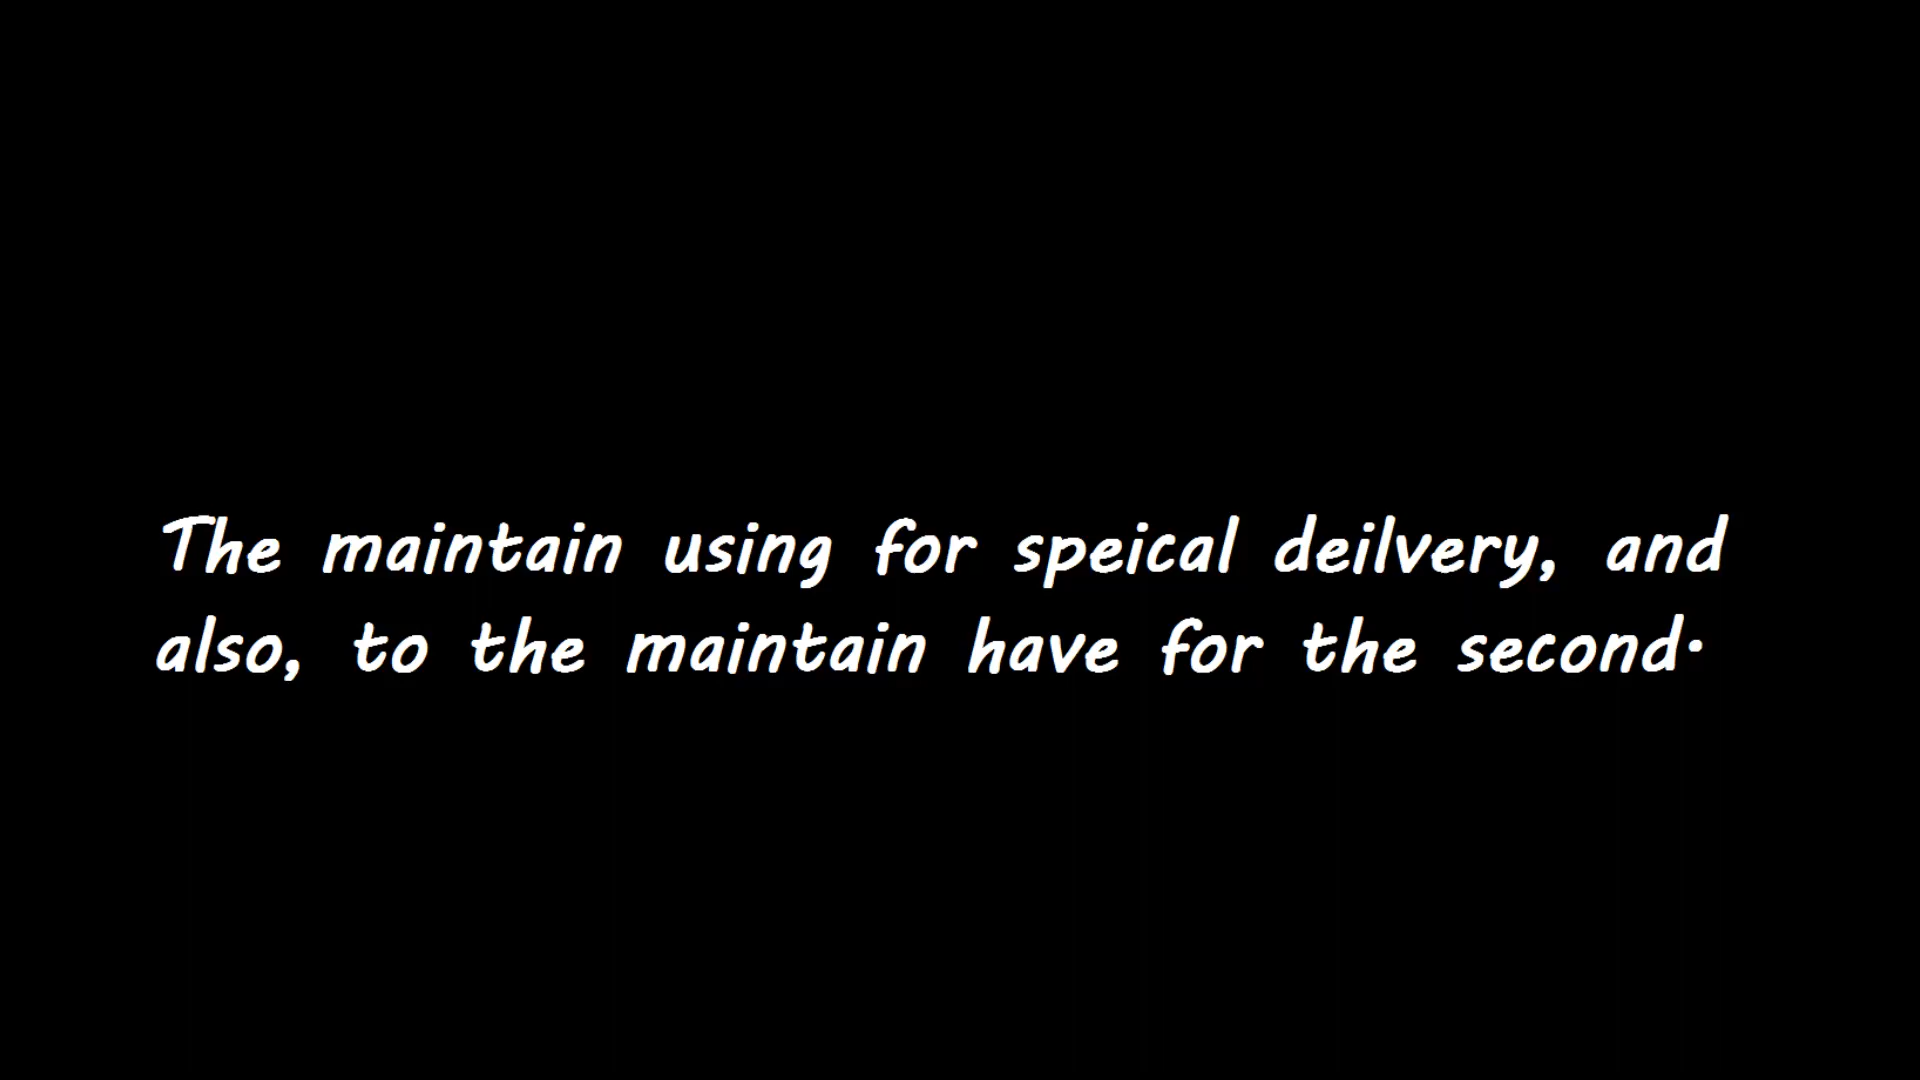 The maintain using for speical deilvery, and
also, to the maintain have for the second.